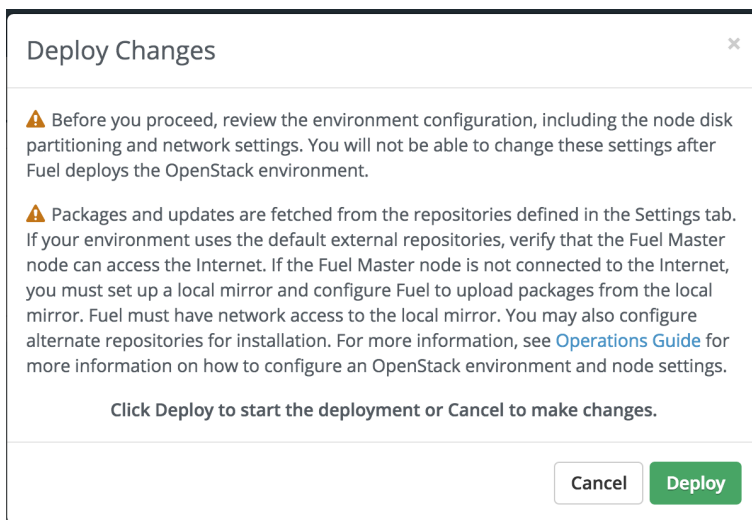 Deploy Changes
×
Before you proceed, review the environment configuration, including the node disk
partitioning and network settings. You will not be able to change these settings after
Fuel deploys the OpenStack environment.
Packages and updates are fetched from the repositories defined in the Settings tab.
If your environment uses the default external repositories, verify that the Fuel Master
node can access the Internet. If the Fuel Master node is not connected to the Internet,
you must set up a local mirror and configure Fuel to upload packages from the local
mirror. Fuel must have network access to the local mirror. You may also configure
alternate repositories for installation. For more information, see Operations Guide for
more information on how to configure an OpenStack environment and node settings.
Click Deploy to start the deployment or Cancel to make changes.
Cancel Deploy